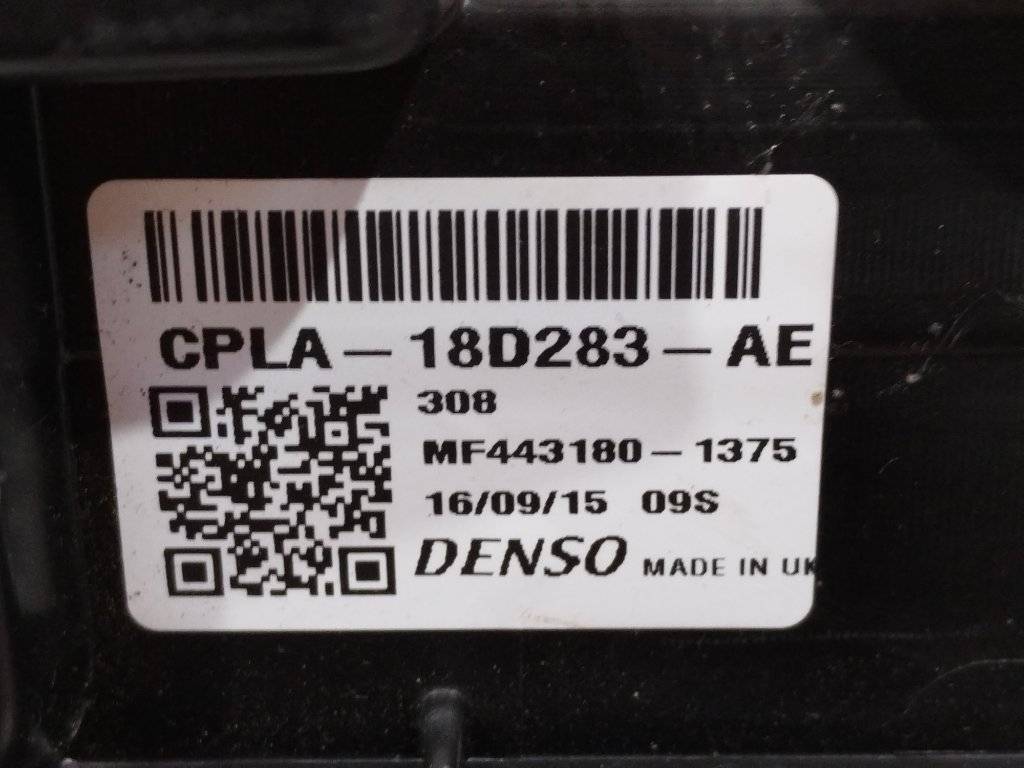 CPLA-18D283-AE
308
MF443180-1375
16/09/15 09S
DENSO MADE IN UK